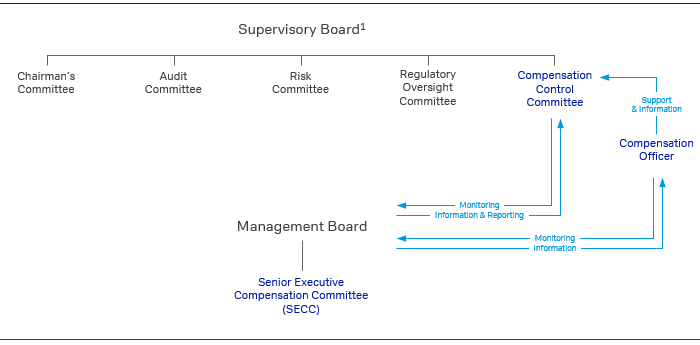 Supervisory Board¹
Chairman's
Committee
Audit
Committee
Risk
Committee
Regulatory
Oversight
Committee
Compensation
Control
Committee
Support
& Information
Compensation
Officer
Monitoring
Information & Reporting
Management Board
Monitoring
Information
Senior Executive
Compensation Committee
(SECC)